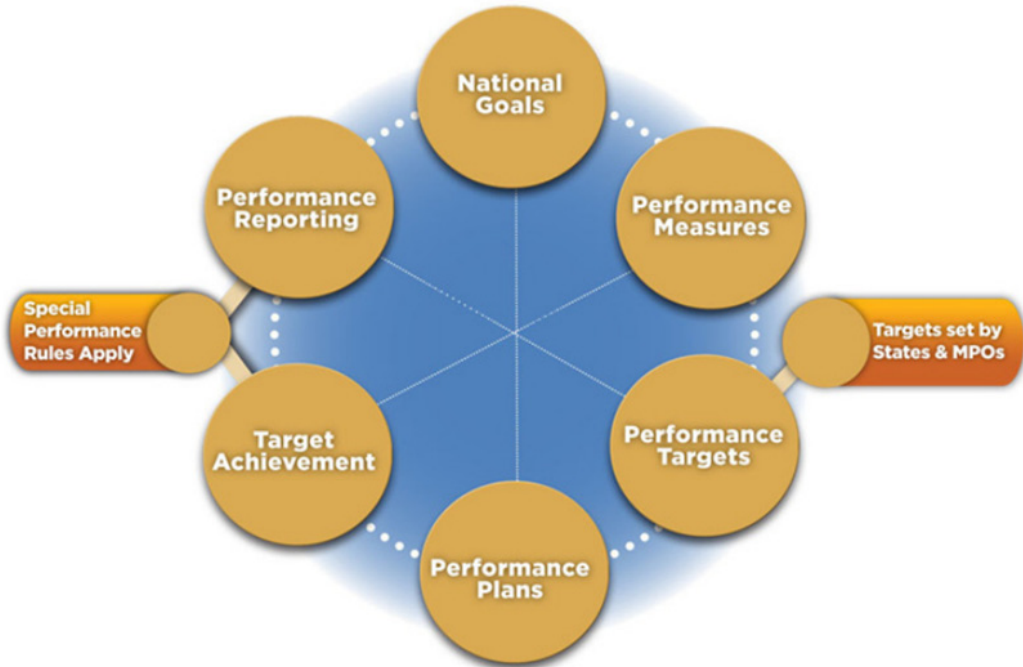 National
Goals
Performance
Measures
Targets set by
States & MPOs
Performance
Targets
Performance
Plans
Target
Achievement
Special
Performance
Rules Apply
Performance
Reporting